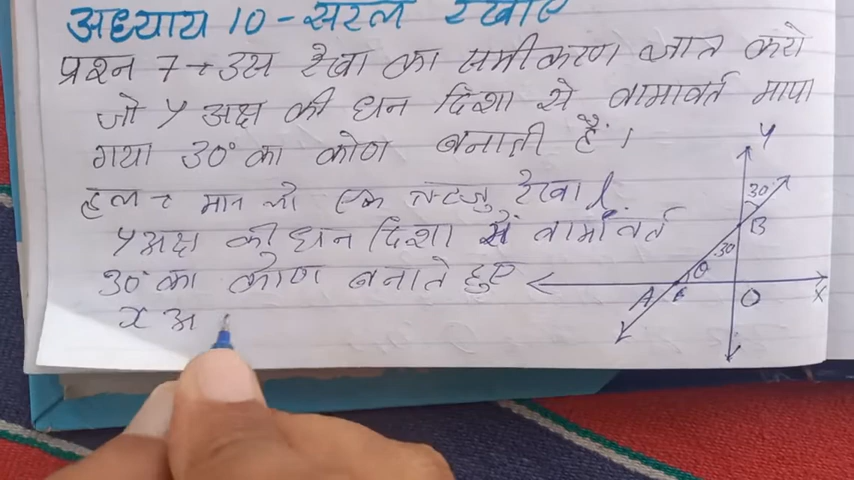 अध्याय 10 - सरल रेखाएं
प्रश्न 7 → उस रेखा का समीकरण ज्ञात करो
जो y अक्ष की धन दिशा से वामावर्त मापा
गया 30° का कोण बनाती है।
हल → मान लो एक ऋजु रेखा l
y अक्ष की धन दिशा से वामावर्त
30° का कोण बनाते हुए
x अ
Y
30
B
30
θ
A
O
X